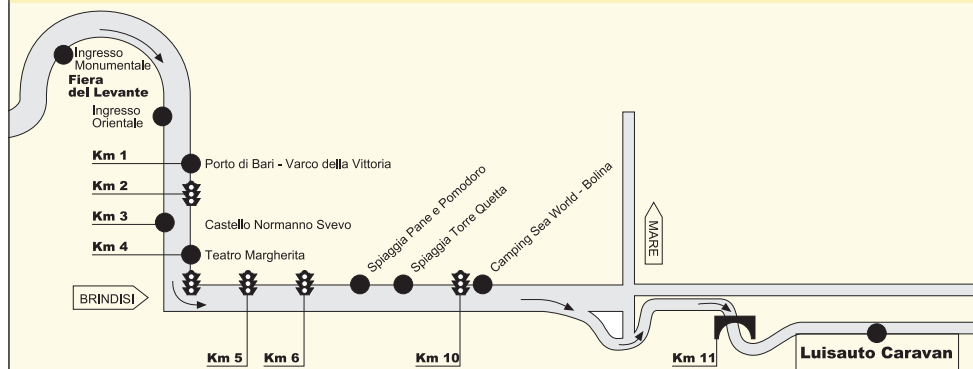 Ingresso
Monumentale
Fiera
del Levante
Ingresso
Orientale
Km 1
Porto di Bari - Varco della Vittoria
Km 2
Km 3
Castello Normanno Svevo
Km 4
Teatro Margherita
Spiaggia Pane e Pomodoro
Spiaggia Torre Quetta
Camping Sea World - Bolina
MARE
BRINDISI
Km 5
Km 6
Km 10
Km 11
Luisauto Caravan